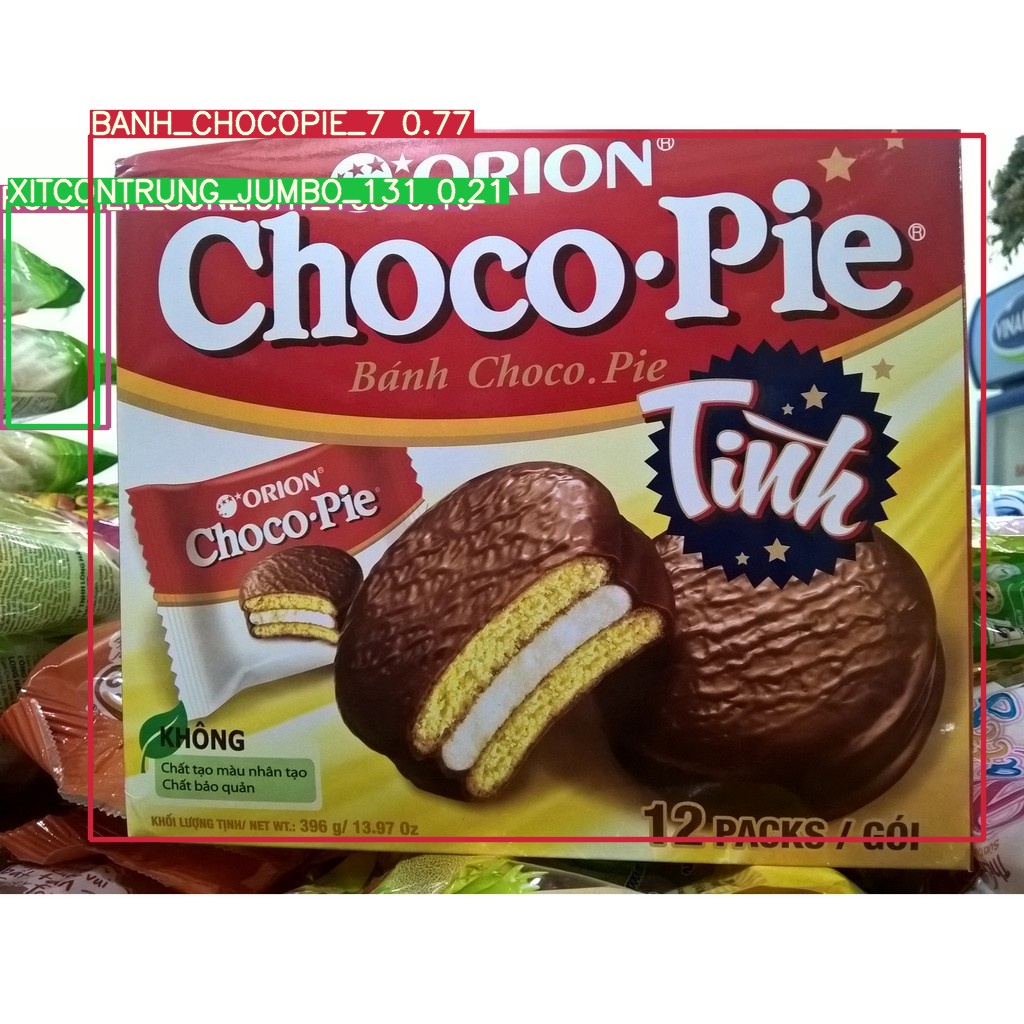 BANH_CHOCOPIE_7 0.77
XITCONTRUNG_JUMBO_131 0.21
ORION®
Choco·Pie®
Bánh Choco.Pie
Tình
ORION®
Choco·Pie®
KHÔNG
Chất tạo màu nhân tạo
Chất bảo quản
KHỐI LƯỢNG TỊNH/ NET WT.: 396 g/ 13.97 Oz
12 PACKS / GÓI